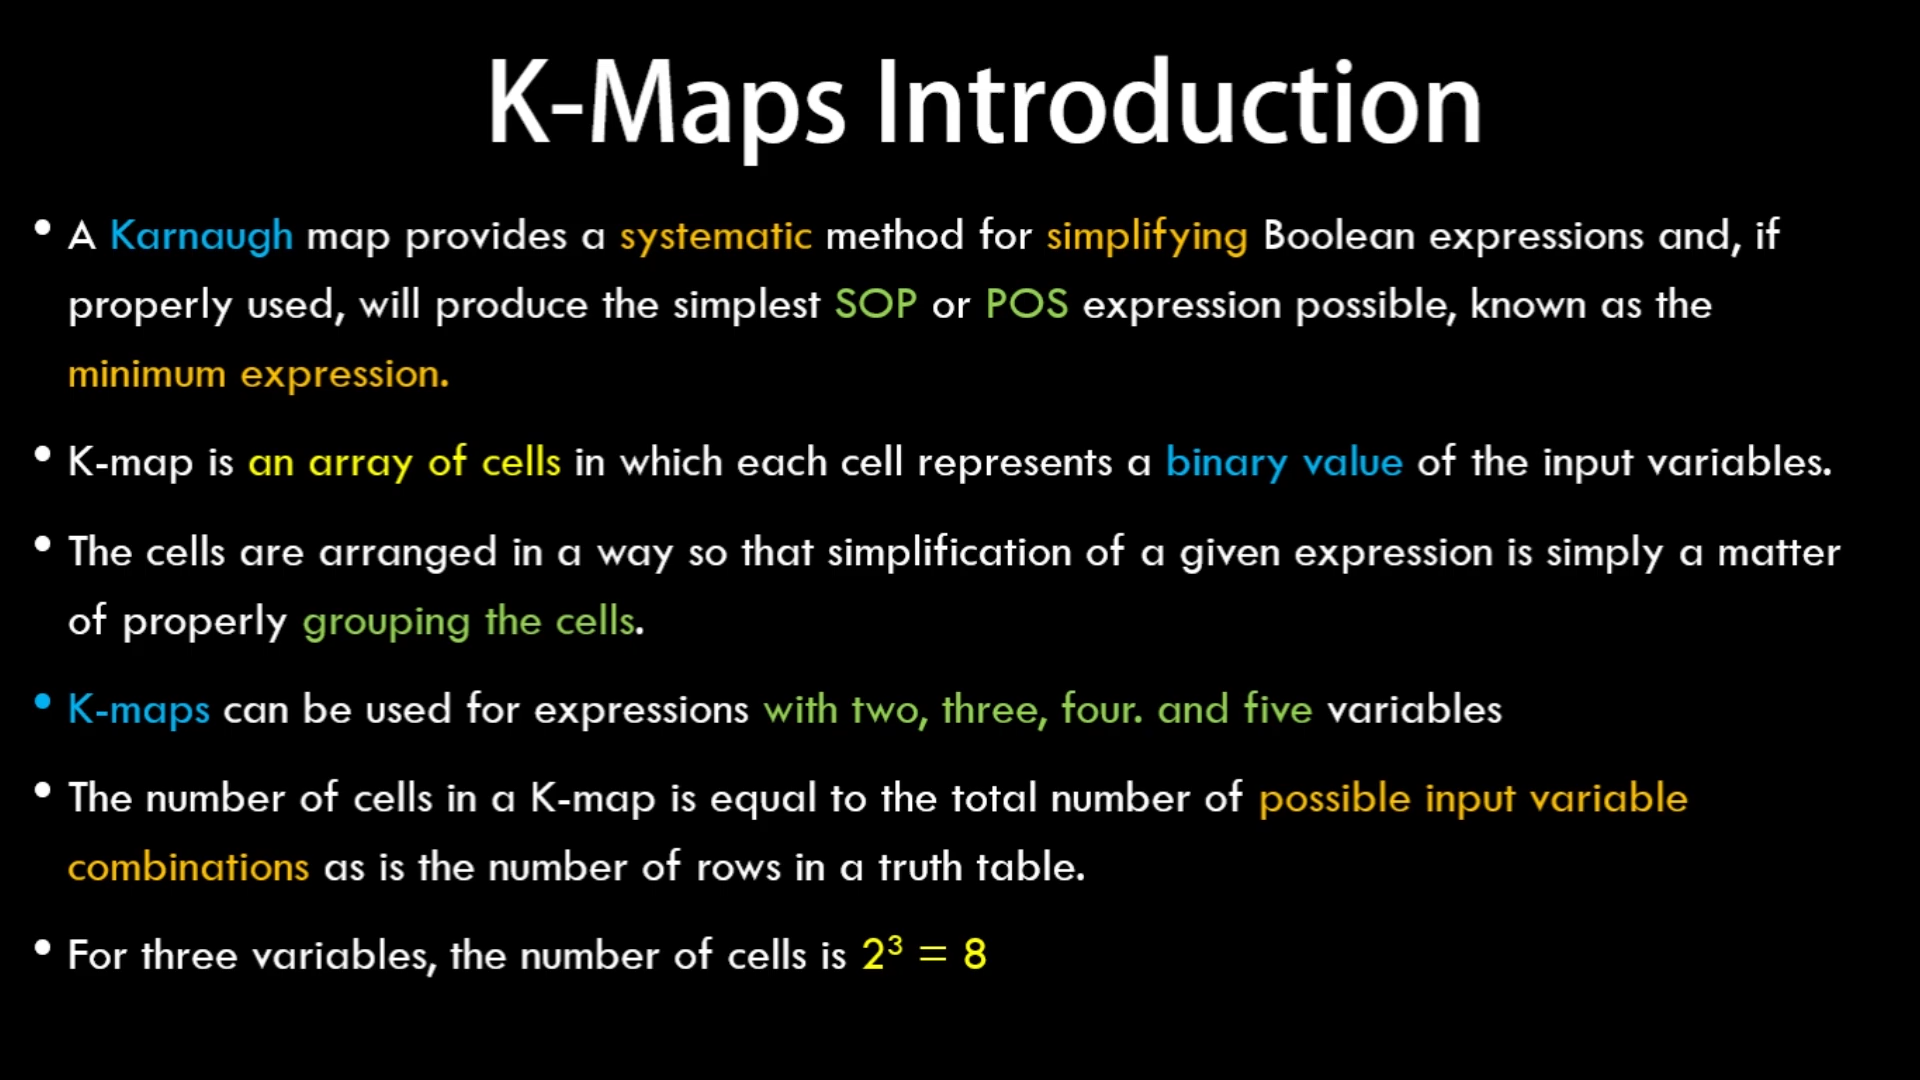 K-Maps Introduction
• A Karnaugh map provides a systematic method for simplifying Boolean expressions and, if
properly used, will produce the simplest SOP or POS expression possible, known as the
minimum expression.
• K-map is an array of cells in which each cell represents a binary value of the input variables.
• The cells are arranged in a way so that simplification of a given expression is simply a matter
of properly grouping the cells.
• K-maps can be used for expressions with two, three, four. and five variables
• The number of cells in a K-map is equal to the total number of possible input variable
combinations as is the number of rows in a truth table.
• For three variables, the number of cells is 2³ = 8